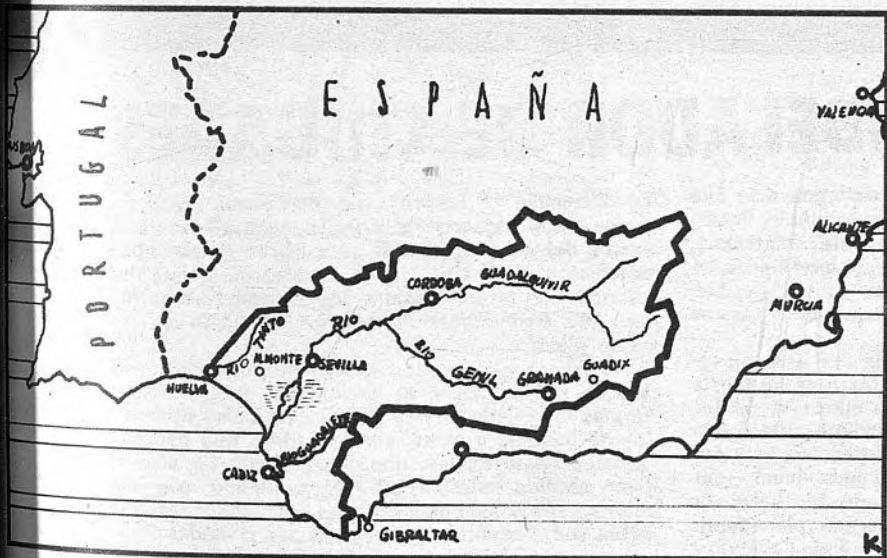 ESPAÑA
PORTUGAL
VALENCIA
ALICANTE
MURCIA
CORDOBA
GUADALQUIVIR
RIO
RIO TINTO
ALMONTE
SEVILLA
HUELVA
RIO
GENIL
GRANADA
GUADIX
RIO GUADALETE
CADIZ
GIBRALTAR
K